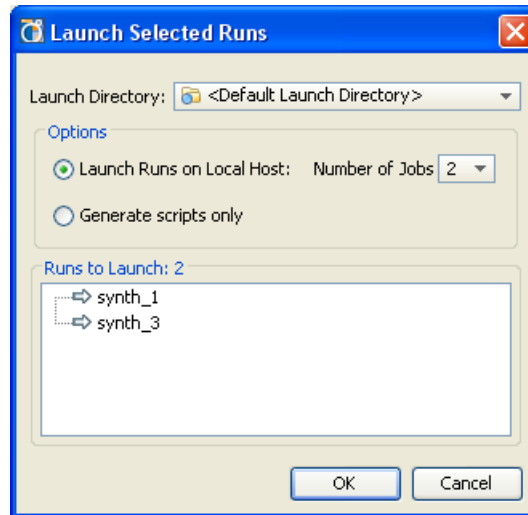 Launch Selected Runs
Launch Directory: <Default Launch Directory>
Options
Launch Runs on Local Host: Number of Jobs 2
Generate scripts only
Runs to Launch: 2
synth_1
synth_3
OK Cancel